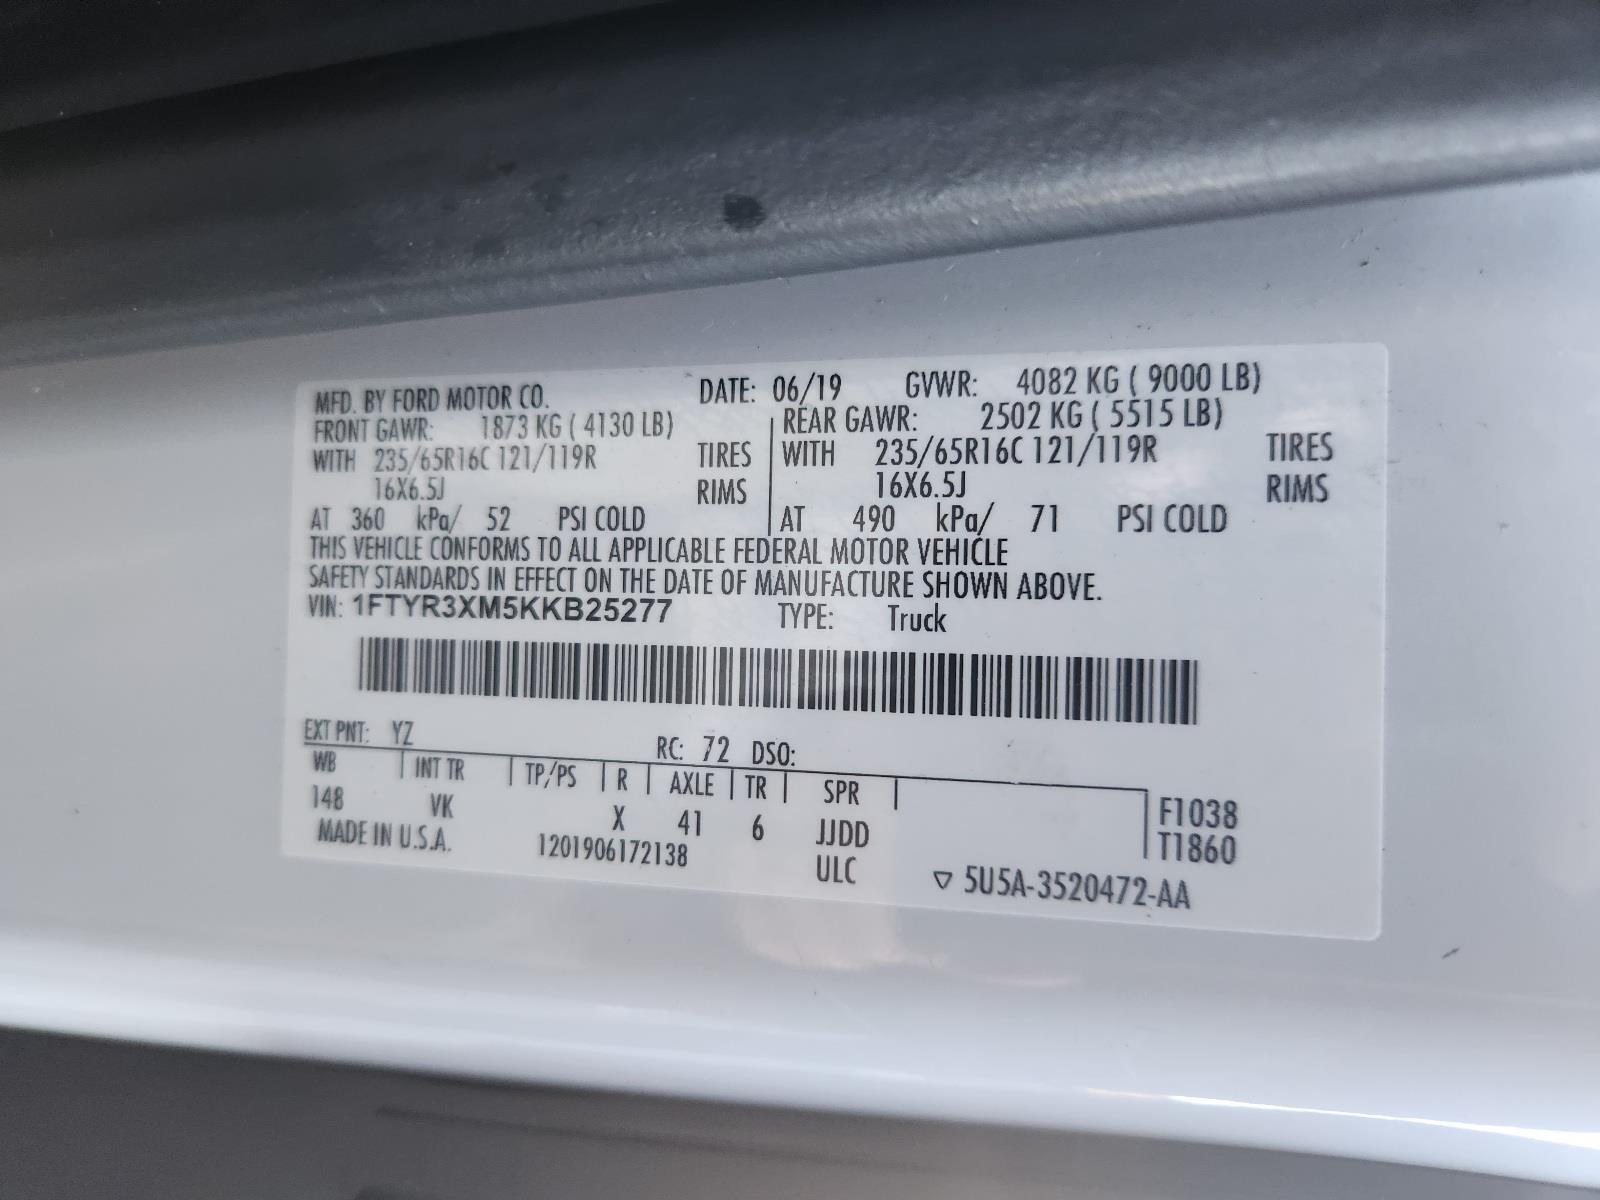 MFD. BY FORD MOTOR CO. DATE: 06/19 GVWR: 4082 KG ( 9000 LB)
FRONT GAWR: 1873 KG ( 4130 LB) REAR GAWR: 2502 KG ( 5515 LB)
WITH 235/65R16C 121/119R TIRES WITH 235/65R16C 121/119R TIRES
16X6.5J RIMS 16X6.5J RIMS
AT 360 kPa/ 52 PSI COLD AT 490 kPa/ 71 PSI COLD
THIS VEHICLE CONFORMS TO ALL APPLICABLE FEDERAL MOTOR VEHICLE
SAFETY STANDARDS IN EFFECT ON THE DATE OF MANUFACTURE SHOWN ABOVE.
VIN: 1FTYR3XM5KKB25277 TYPE: Truck
EXT PNT: YZ RC: 72 DSO:
WB INT TR TP/PS R AXLE TR SPR
148 VK X 41 6 JJDD F1038
T1860
MADE IN U.S.A. 1201906172138 ULC 5U5A-3520472-AA